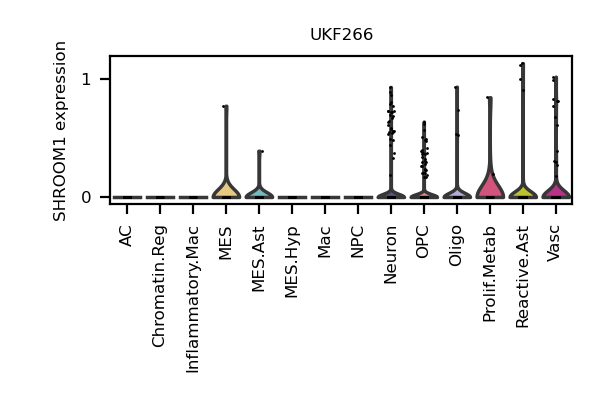 UKF266
SHROOM1 expression
1
0
AC
Chromatin.Reg
Inflammatory.Mac
MES
MES.Ast
MES.Hyp
Mac
NPC
Neuron
OPC
Oligo
Prolif.Metab
Reactive.Ast
Vasc